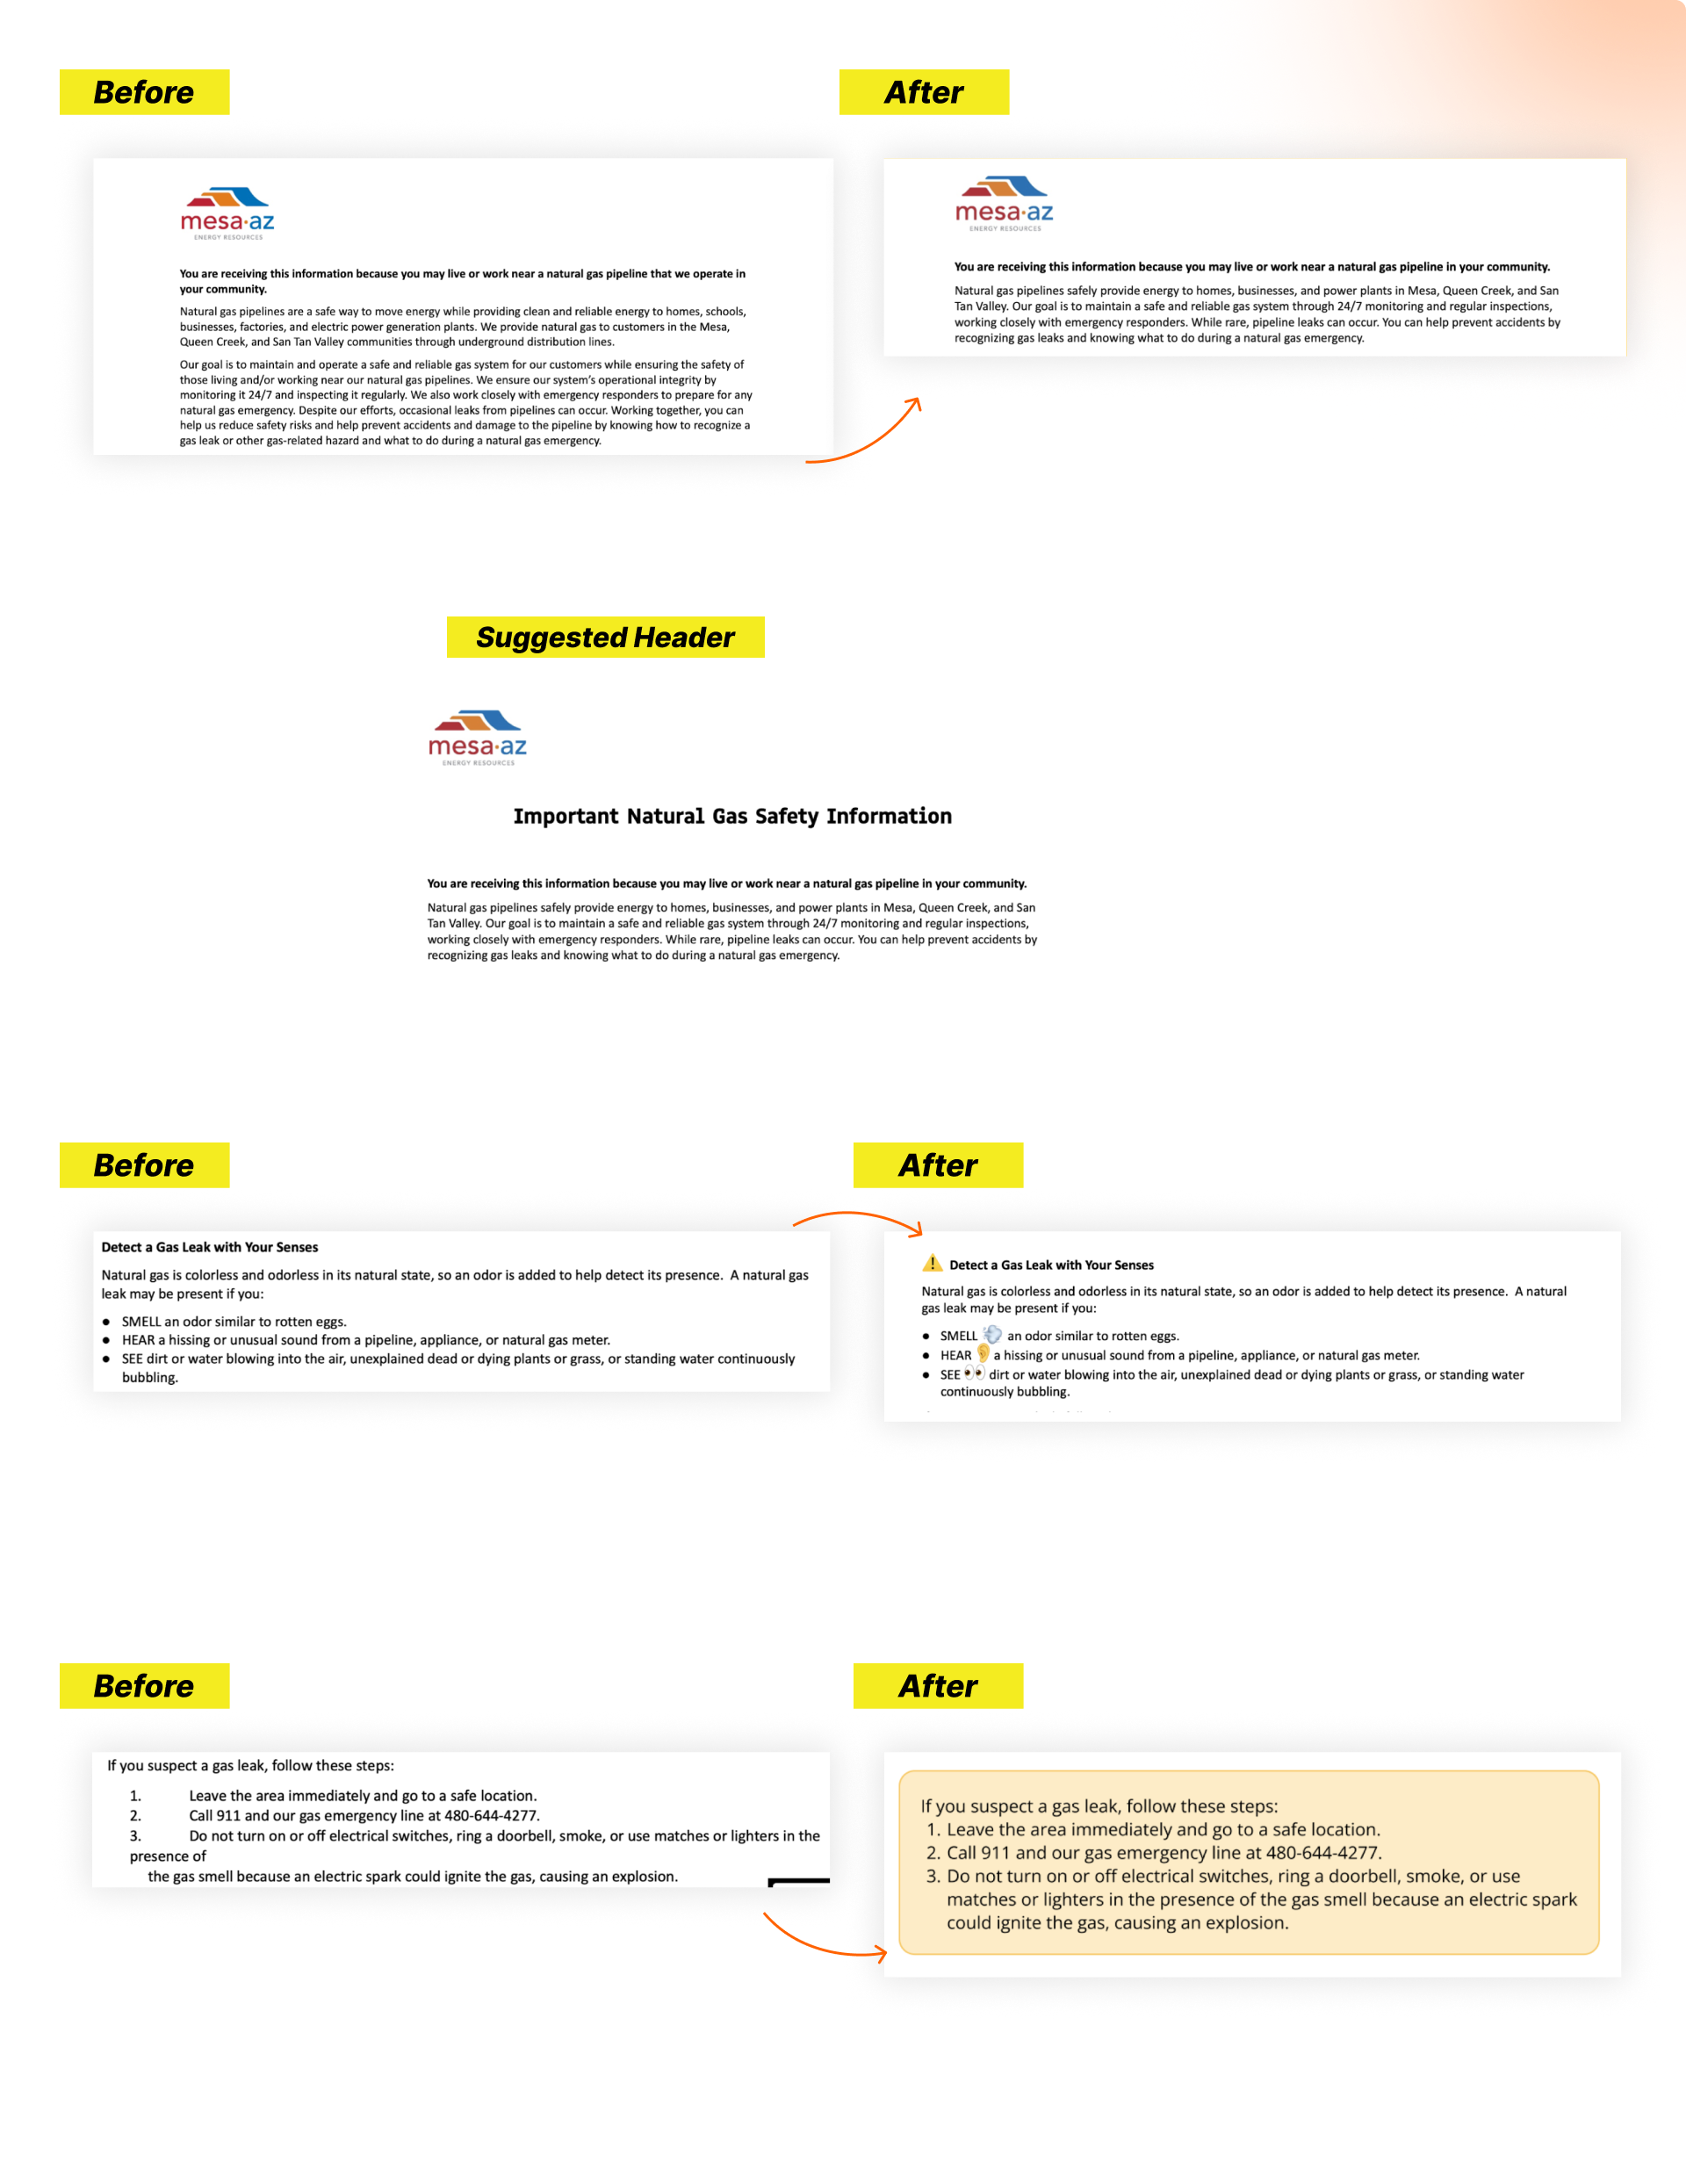 Before
After
mesa·az
ENERGY RESOURCES
You are receiving this information because you may live or work near a natural gas pipeline that we operate in
your community.
Natural gas pipelines are a safe way to move energy while providing clean and reliable energy to homes, schools,
businesses, factories, and electric power generation plants. We provide natural gas to customers in the Mesa,
Queen Creek, and San Tan Valley communities through underground distribution lines.
Our goal is to maintain and operate a safe and reliable gas system for our customers while ensuring the safety of
those living and/or working near our natural gas pipelines. We ensure our system's operational integrity by
monitoring it 24/7 and inspecting it regularly. We also work closely with emergency responders to prepare for any
natural gas emergency. Despite our efforts, occasional leaks from pipelines can occur. Working together, you can
help us reduce safety risks and help prevent accidents and damage to the pipeline by knowing how to recognize a
gas leak or other gas-related hazard and what to do during a natural gas emergency.
mesa·az
ENERGY RESOURCES
You are receiving this information because you may live or work near a natural gas pipeline in your community.
Natural gas pipelines safely provide energy to homes, businesses, and power plants in Mesa, Queen Creek, and San
Tan Valley. Our goal is to maintain a safe and reliable gas system through 24/7 monitoring and regular inspections,
working closely with emergency responders. While rare, pipeline leaks can occur. You can help prevent accidents by
recognizing gas leaks and knowing what to do during a natural gas emergency.
Suggested Header
mesa·az
ENERGY RESOURCES
Important Natural Gas Safety Information
You are receiving this information because you may live or work near a natural gas pipeline in your community.
Natural gas pipelines safely provide energy to homes, businesses, and power plants in Mesa, Queen Creek, and San
Tan Valley. Our goal is to maintain a safe and reliable gas system through 24/7 monitoring and regular inspections,
working closely with emergency responders. While rare, pipeline leaks can occur. You can help prevent accidents by
recognizing gas leaks and knowing what to do during a natural gas emergency.
Before
After
Detect a Gas Leak with Your Senses
Natural gas is colorless and odorless in its natural state, so an odor is added to help detect its presence.  A natural gas
leak may be present if you:
● SMELL an odor similar to rotten eggs.
● HEAR a hissing or unusual sound from a pipeline, appliance, or natural gas meter.
● SEE dirt or water blowing into the air, unexplained dead or dying plants or grass, or standing water continuously
bubbling.
⚠️ Detect a Gas Leak with Your Senses
Natural gas is colorless and odorless in its natural state, so an odor is added to help detect its presence.  A natural
gas leak may be present if you:
● SMELL 💨 an odor similar to rotten eggs.
● HEAR 👂 a hissing or unusual sound from a pipeline, appliance, or natural gas meter.
● SEE 👀 dirt or water blowing into the air, unexplained dead or dying plants or grass, or standing water
continuously bubbling.
Before
After
If you suspect a gas leak, follow these steps:
1. Leave the area immediately and go to a safe location.
2. Call 911 and our gas emergency line at 480-644-4277.
3. Do not turn on or off electrical switches, ring a doorbell, smoke, or use matches or lighters in the
presence of
the gas smell because an electric spark could ignite the gas, causing an explosion.
If you suspect a gas leak, follow these steps:
1. Leave the area immediately and go to a safe location.
2. Call 911 and our gas emergency line at 480-644-4277.
3. Do not turn on or off electrical switches, ring a doorbell, smoke, or use
matches or lighters in the presence of the gas smell because an electric spark
could ignite the gas, causing an explosion.